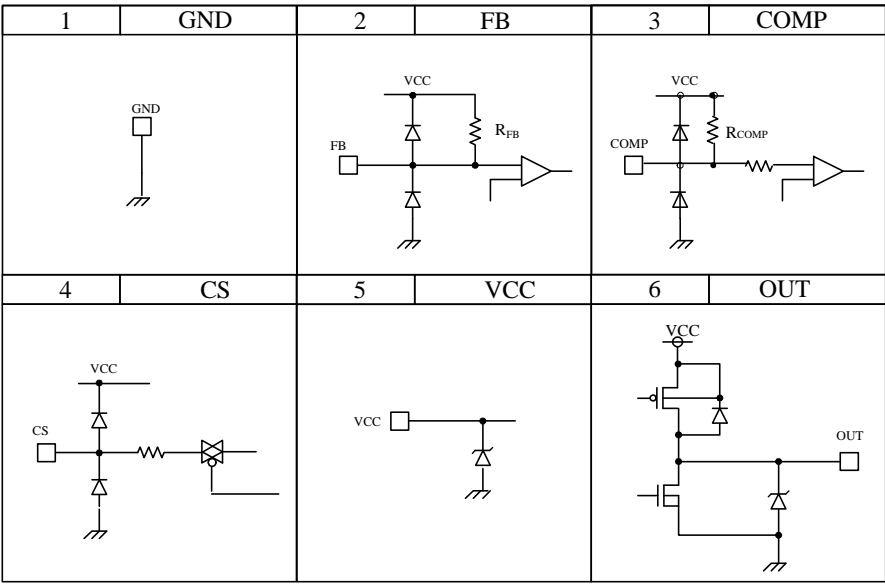 1 GND 2 FB 3 COMP
GND
VCC
RFB
FB
VCC
RCOMP
COMP
4 CS 5 VCC 6 OUT
VCC
CS
VCC
VCC
OUT